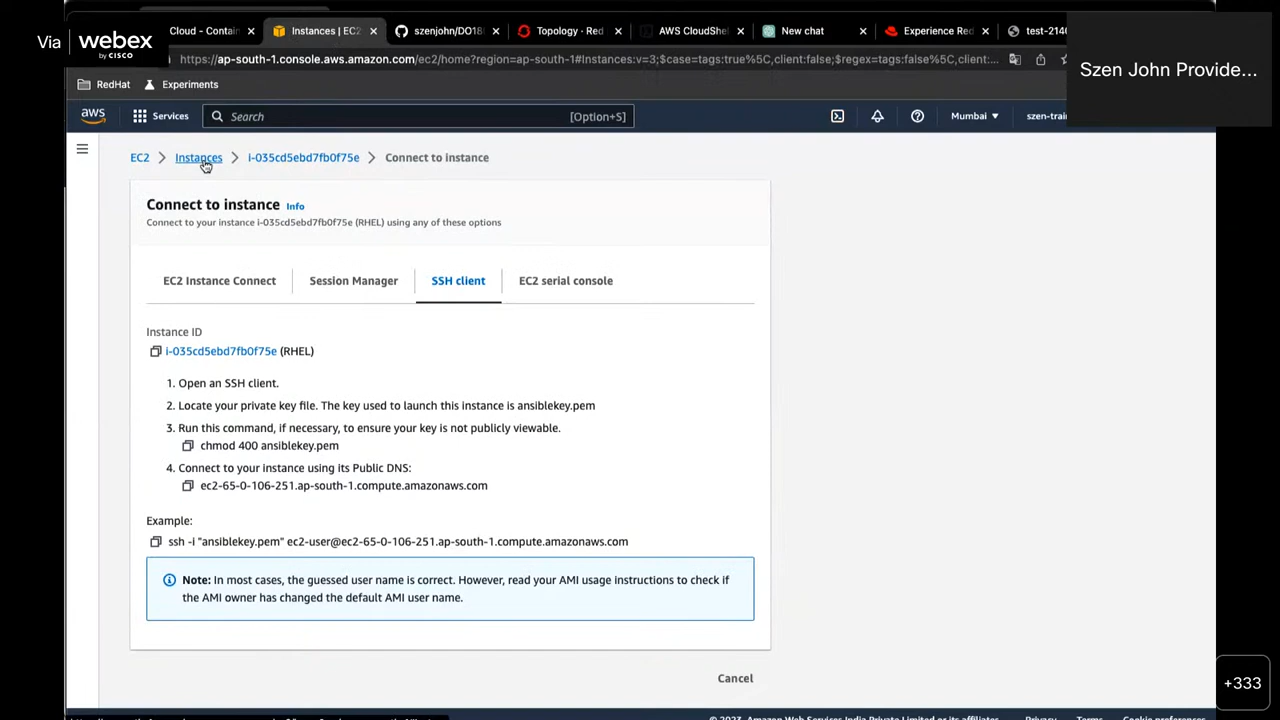 Via webex by CISCO
Cloud - Contain
Instances | EC2
szenjohn/DO18
Topology · Red
AWS CloudShel
New chat
Experience Red
test-2140
Szen John Provide...
https://ap-south-1.console.aws.amazon.com/ec2/home?region=ap-south-1#Instances:v=3;$case=tags:true%5C,client:false;$regex=tags:false%5C,client:...
RedHat Experiments
aws Services Search [Option+S] Mumbai szen-train
EC2 Instances i-035cd5ebd7fb0f75e Connect to instance
Connect to instance Info
Connect to your instance i-035cd5ebd7fb0f75e (RHEL) using any of these options
EC2 Instance Connect Session Manager SSH client EC2 serial console
Instance ID
i-035cd5ebd7fb0f75e (RHEL)
1. Open an SSH client.
2. Locate your private key file. The key used to launch this instance is ansiblekey.pem
3. Run this command, if necessary, to ensure your key is not publicly viewable.
chmod 400 ansiblekey.pem
4. Connect to your instance using its Public DNS:
ec2-65-0-106-251.ap-south-1.compute.amazonaws.com
Example:
ssh -i "ansiblekey.pem" ec2-user@ec2-65-0-106-251.ap-south-1.compute.amazonaws.com
Note: In most cases, the guessed user name is correct. However, read your AMI usage instructions to check if
the AMI owner has changed the default AMI user name.
Cancel
+333
© 2023, Amazon Web Services India Private Limited or its affiliates. Privacy Terms Cookie preferences